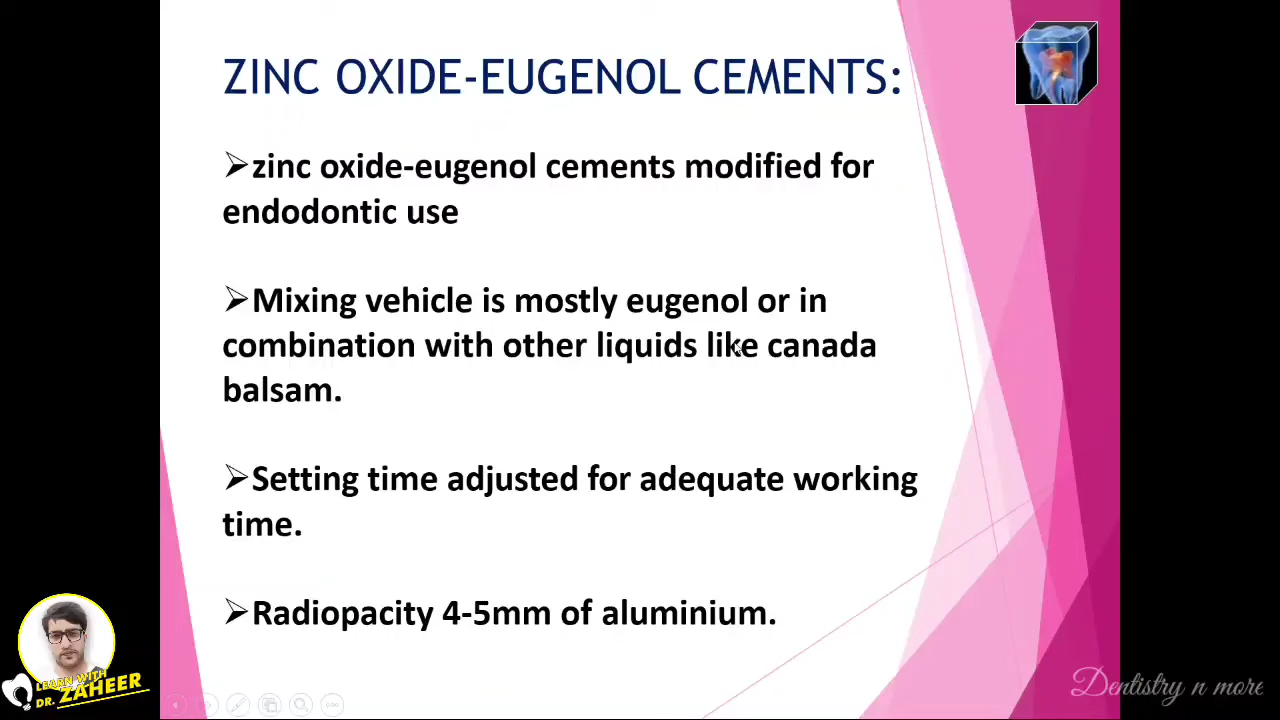 ZINC OXIDE-EUGENOL CEMENTS:
➢zinc oxide-eugenol cements modified for
endodontic use
➢Mixing vehicle is mostly eugenol or in
combination with other liquids like canada
balsam.
➢Setting time adjusted for adequate working
time.
➢Radiopacity 4-5mm of aluminium.
LEARN WITH
DR. ZAHEER
Dentistry n more